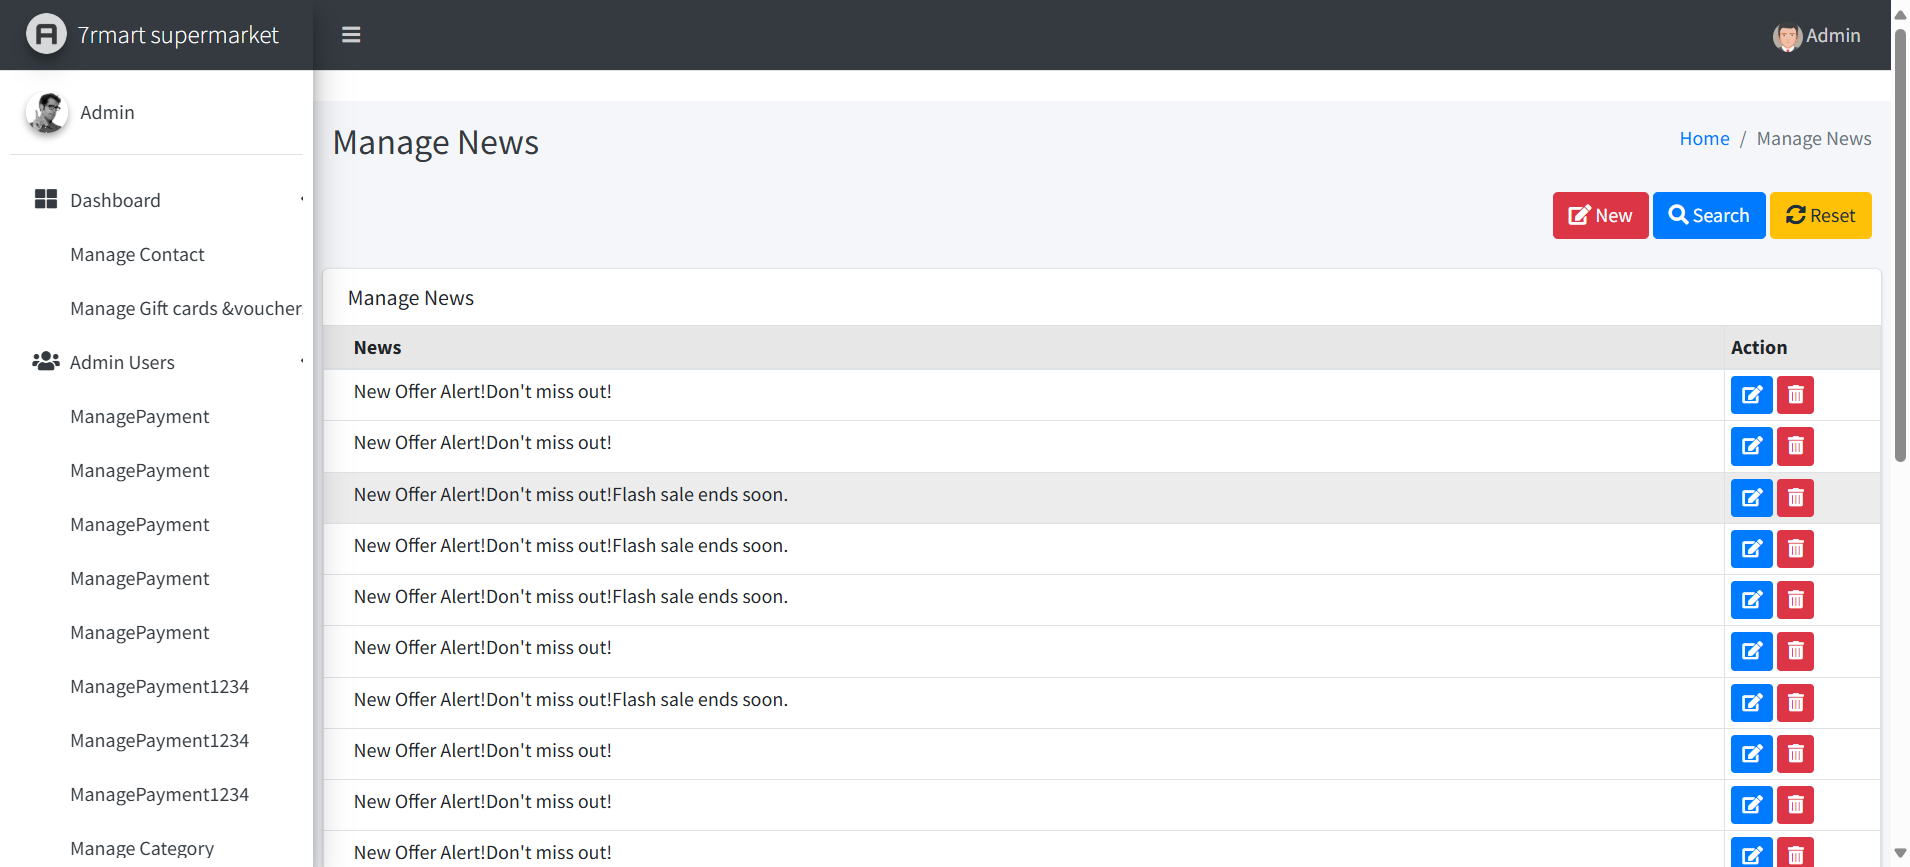 7rmart supermarket
Admin
Admin
Dashboard
Manage Contact
Manage Gift cards &voucher
Admin Users
ManagePayment
ManagePayment
ManagePayment
ManagePayment
ManagePayment
ManagePayment1234
ManagePayment1234
ManagePayment1234
Manage Category
Manage News
Home / Manage News
New Search Reset
Manage News
News Action
New Offer Alert!Don't miss out!
New Offer Alert!Don't miss out!
New Offer Alert!Don't miss out!Flash sale ends soon.
New Offer Alert!Don't miss out!Flash sale ends soon.
New Offer Alert!Don't miss out!Flash sale ends soon.
New Offer Alert!Don't miss out!
New Offer Alert!Don't miss out!Flash sale ends soon.
New Offer Alert!Don't miss out!
New Offer Alert!Don't miss out!
New Offer Alert!Don't miss out!